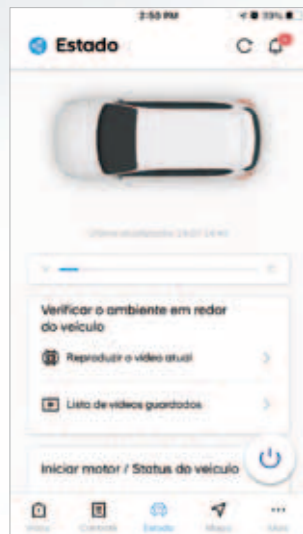 2:50 PM
Estado
Verificar o ambiente em redor
do veículo
Reproduzir o vídeo atual
Lista de vídeos guardados
Iniciar motor / Status do veículo
Estado
Mapa